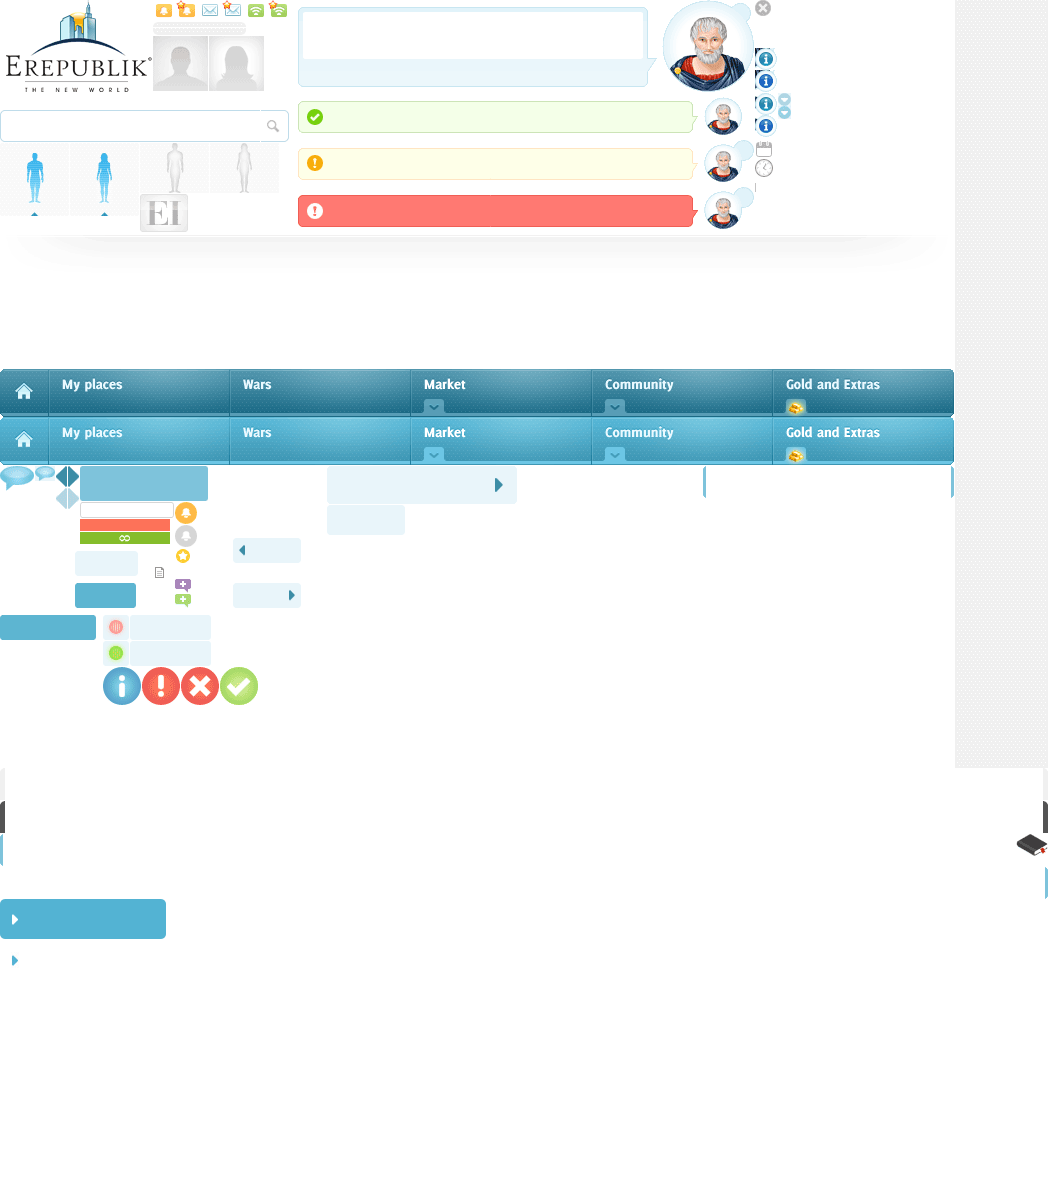 EREPUBLIK
THE NEW WORLD
EI
My places Wars Market Community Gold and Extras
My places Wars Market Community Gold and Extras